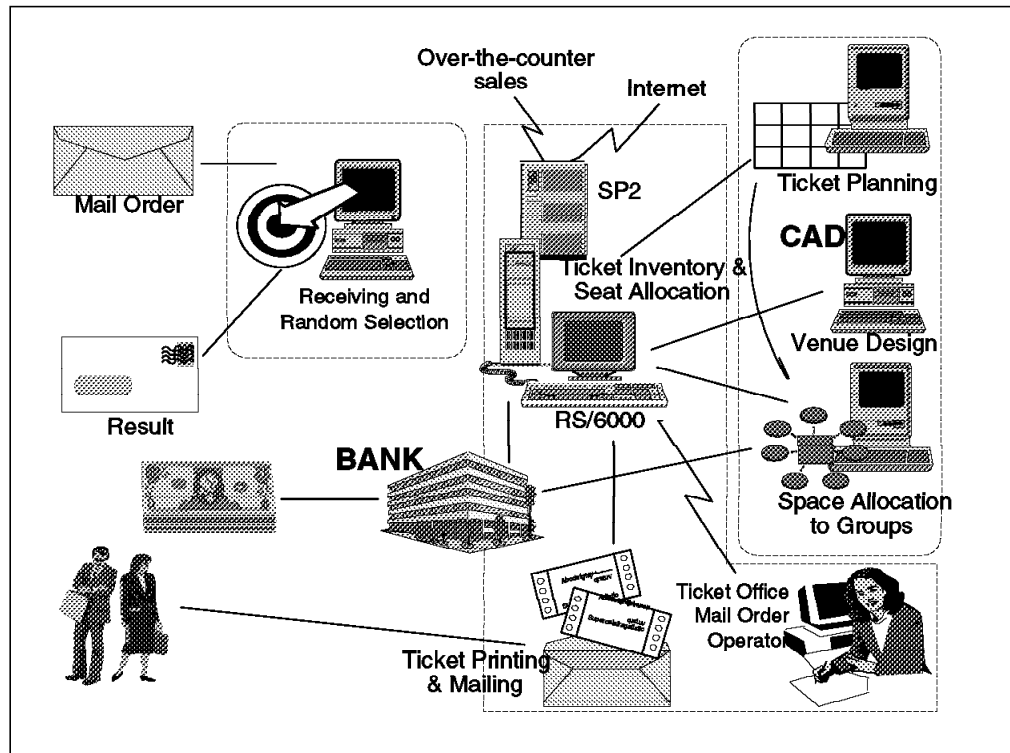 Over-the-counter
sales
Internet
Mail Order
SP2
Ticket Planning
CAD
Ticket Inventory &
Seat Allocation
Receiving and
Random Selection
Venue Design
Result
RS/6000
BANK
Space Allocation
to Groups
Ticket Office
Mail Order
Operator
Ticket Printing
& Mailing